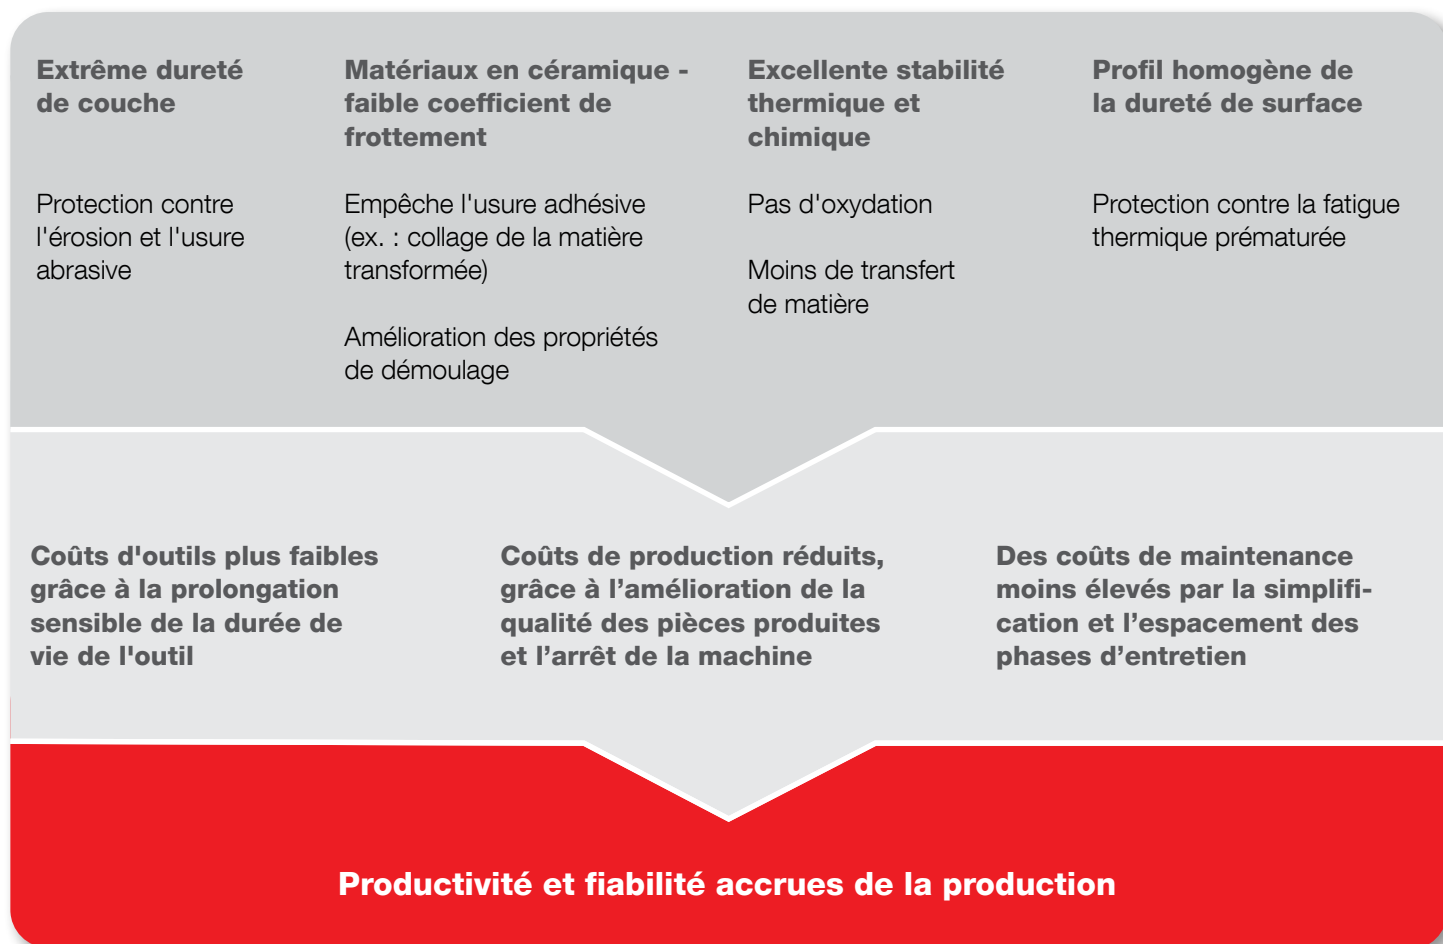 Extrême dureté
de couche
Protection contre
l'érosion et l'usure
abrasive
Matériaux en céramique -
faible coefficient de
frottement
Empêche l'usure adhésive
(ex. : collage de la matière
transformée)
Amélioration des propriétés
de démoulage
Excellente stabilité
thermique et
chimique
Pas d'oxydation
Moins de transfert
de matière
Profil homogène de
la dureté de surface
Protection contre la fatigue
thermique prématurée
Coûts d'outils plus faibles
grâce à la prolongation
sensible de la durée de
vie de l'outil
Coûts de production réduits,
grâce à l’amélioration de la
qualité des pièces produites
et l’arrêt de la machine
Des coûts de maintenance
moins élevés par la simplifi-
cation et l’espacement des
phases d’entretien
Productivité et fiabilité accrues de la production